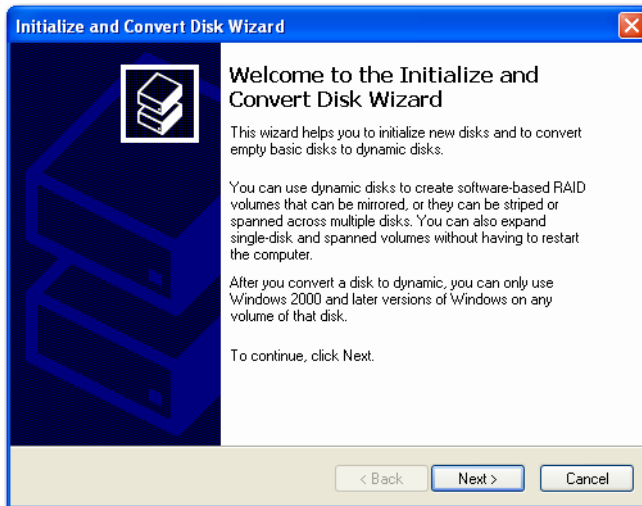 Initialize and Convert Disk Wizard
Welcome to the Initialize and
Convert Disk Wizard
This wizard helps you to initialize new disks and to convert
empty basic disks to dynamic disks.
You can use dynamic disks to create software-based RAID
volumes that can be mirrored, or they can be striped or
spanned across multiple disks. You can also expand
single-disk and spanned volumes without having to restart
the computer.
After you convert a disk to dynamic, you can only use
Windows 2000 and later versions of Windows on any
volume of that disk.
To continue, click Next.
< Back
Next >
Cancel